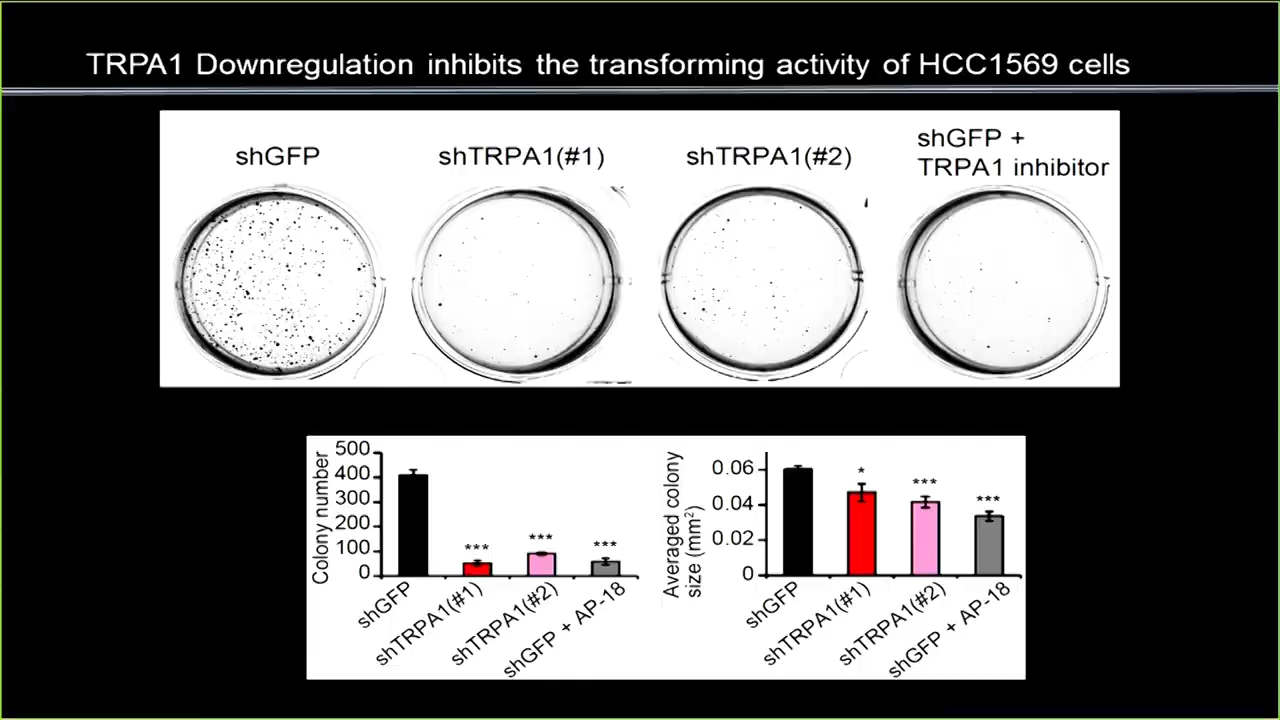 TRPA1 Downregulation inhibits the transforming activity of HCC1569 cells
shGFP
shTRPA1(#1)
shTRPA1(#2)
shGFP +
TRPA1 inhibitor
Colony number
500
400
300
200
100
0
***
***
***
shGFP
shTRPA1(#1)
shTRPA1(#2)
shGFP + AP-18
Averaged colony
size (mm²)
0.06
0.04
0.02
0
*
***
***
shGFP
shTRPA1(#1)
shTRPA1(#2)
shGFP + AP-18